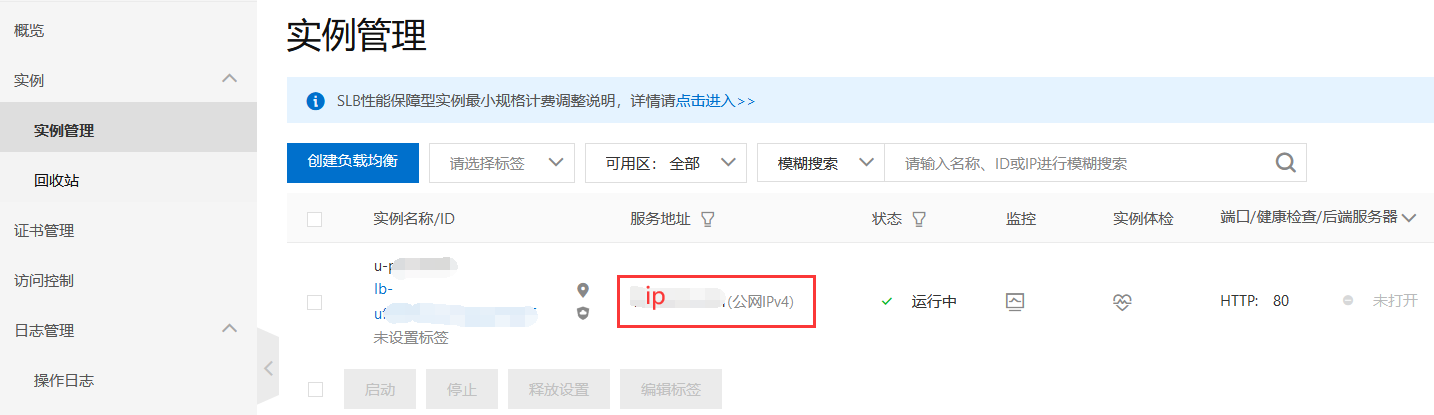 概览
实例
实例管理
回收站
证书管理
访问控制
日志管理
操作日志
实例管理
SLB性能保障型实例最小规格计费调整说明，详情请点击进入>>
创建负载均衡 请选择标签 可用区： 全部 模糊搜索 请输入名称、ID或IP进行模糊搜索
实例名称/ID 服务地址 状态 监控 实例体检 端口/健康检查/后端服务器
lb-
未设置标签
ip (公网IPv4) 运行中 HTTP: 80 未打开
启动 停止 释放设置 编辑标签